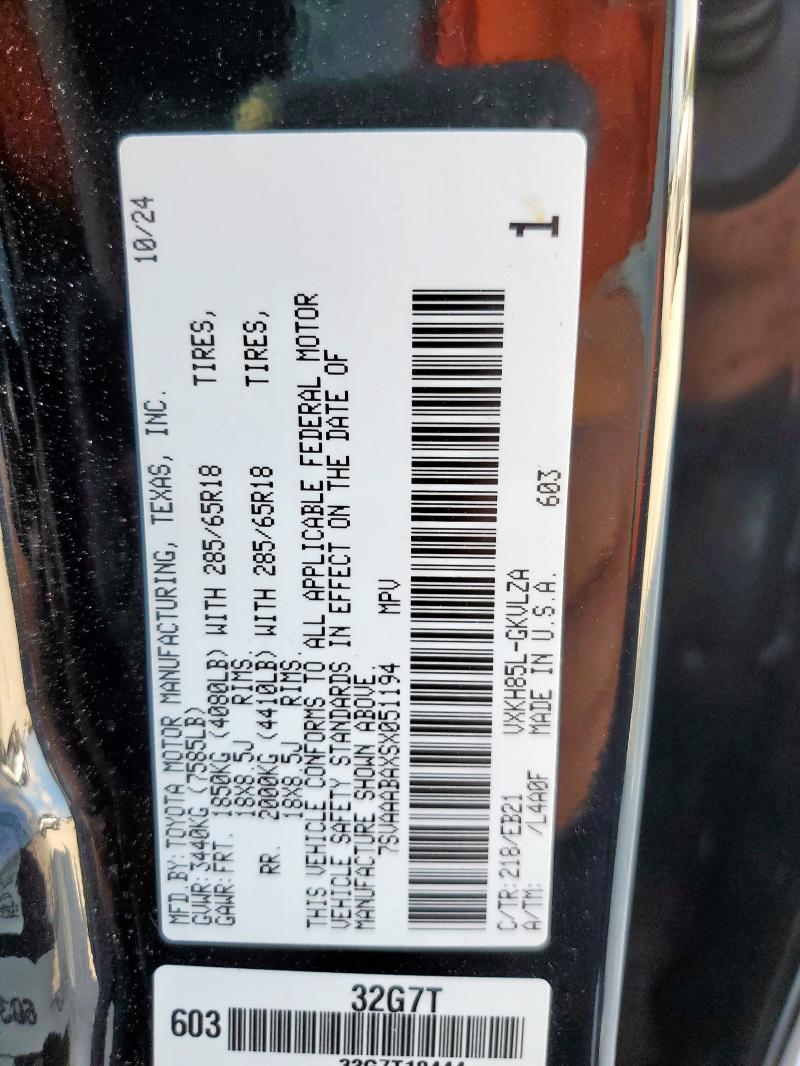 MFD.BY:TOYOTA MOTOR MANUFACTURING, TEXAS, INC. 10/24
GVWR:3440KG (7585LB)
GAWR:FRT. 1850KG (4080LB) WITH 285/65R18 TIRES,
18X8.5J RIMS,
RR. 2000KG (4410LB) WITH 285/65R18 TIRES,
18X8.5J RIMS.
THIS VEHICLE CONFORMS TO ALL APPLICABLE FEDERAL MOTOR
VEHICLE SAFETY STANDARDS IN EFFECT ON THE DATE OF
MANUFACTURE SHOWN ABOVE.
7SVAAABAXSX051194 MPV
1
C/TR:218/EB21 VXKH85L-GKVLZA
A/TM: /L4A0F MADE IN U.S.A. 603
32G7T
603